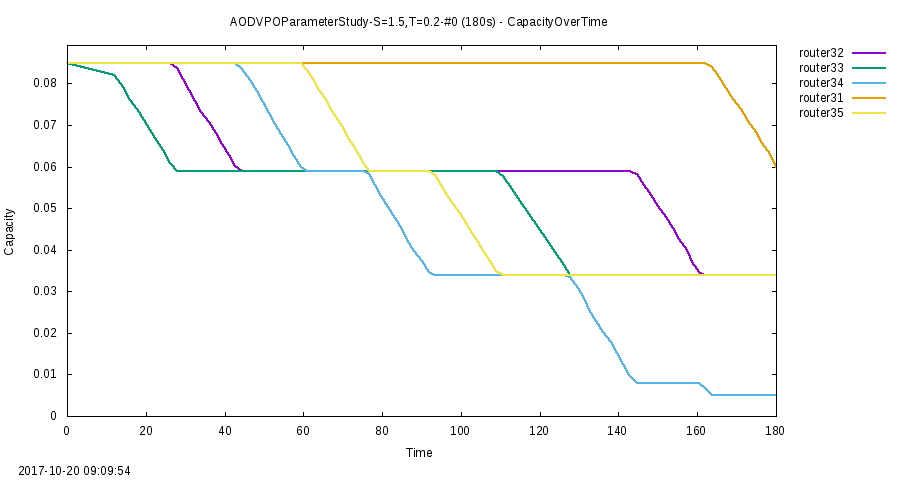 AODVPOParameterStudy-S=1.5,T=0.2-#0 (180s) - CapacityOverTime
router32
router33
router34
router31
router35
Capacity
0.08
0.07
0.06
0.05
0.04
0.03
0.02
0.01
0
0 20 40 60 80 100 120 140 160 180
Time
2017-10-20 09:09:54